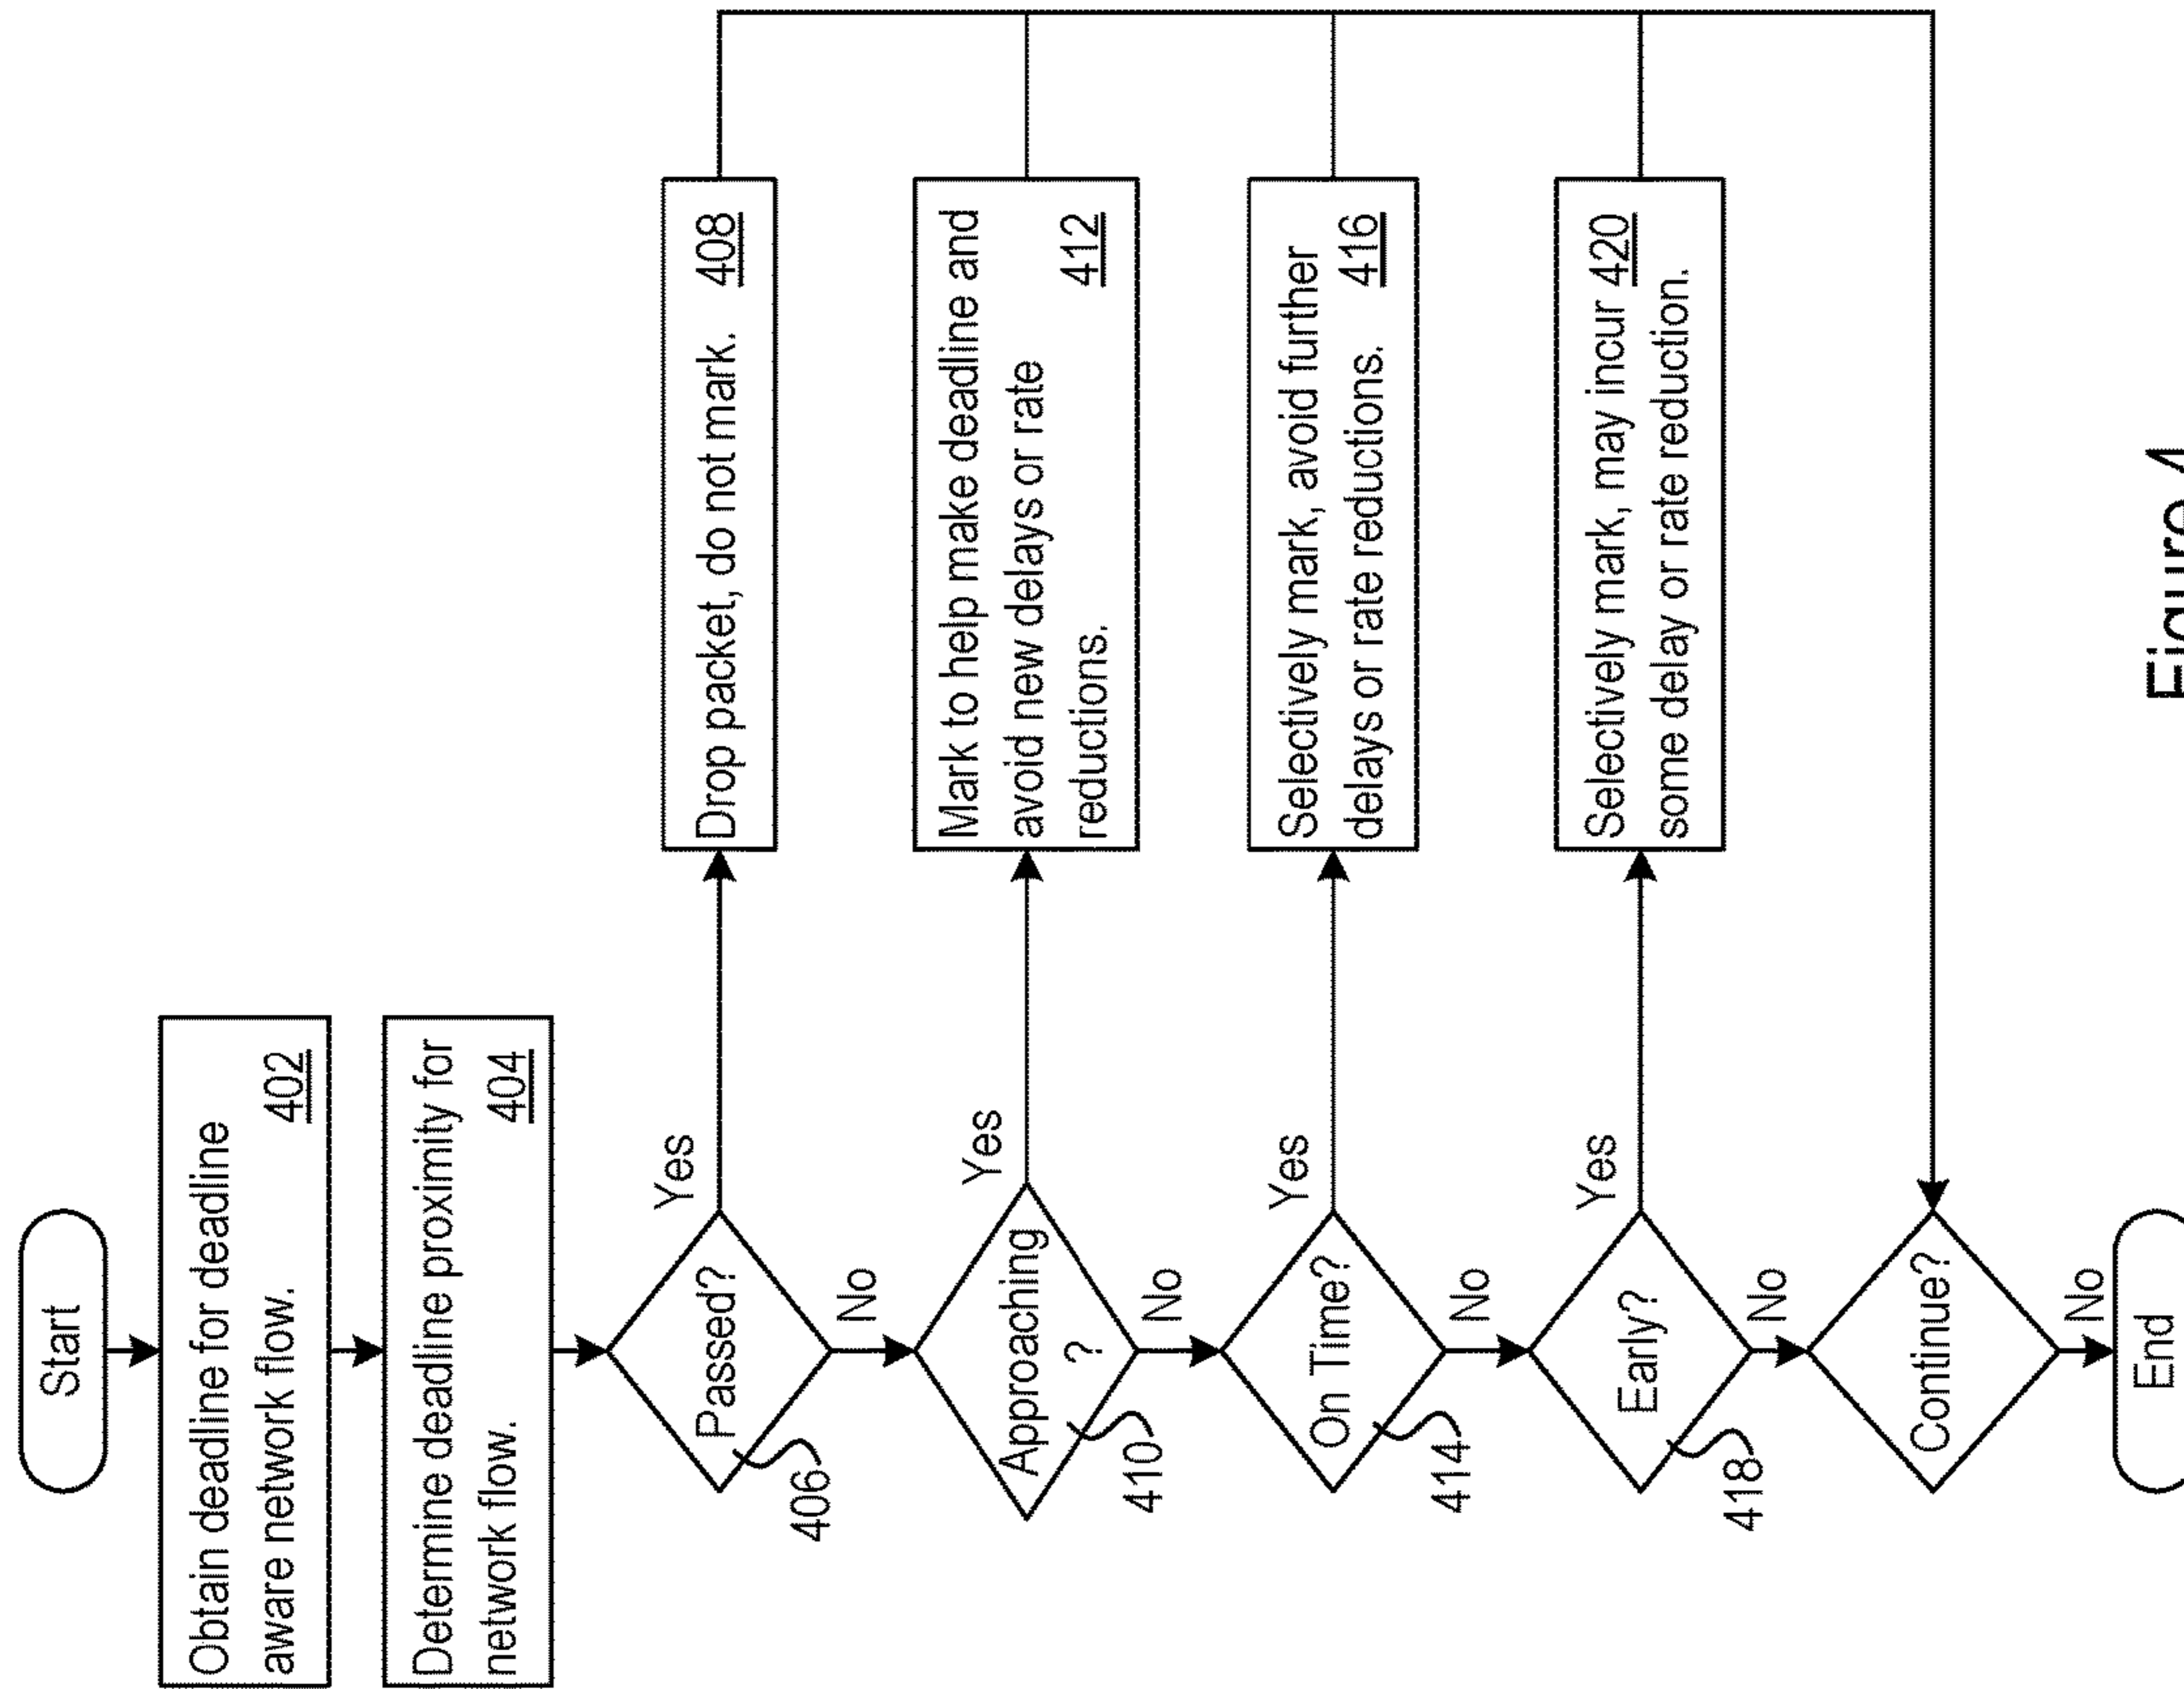 Start
Obtain deadline for deadline
aware network flow.
402
Determine deadline proximity for
network flow.
404
Passed?
406
Yes
No
Drop packet, do not mark. 408
Approaching
?
410
Yes
No
Mark to help make deadline and
avoid new delays or rate
reductions.
412
On Time?
414
Yes
No
Selectively mark, avoid further
delays or rate reductions. 416
Early?
418
Yes
No
Selectively mark, may incur 420
some delay or rate reduction.
Continue?
No
End
Figure 4